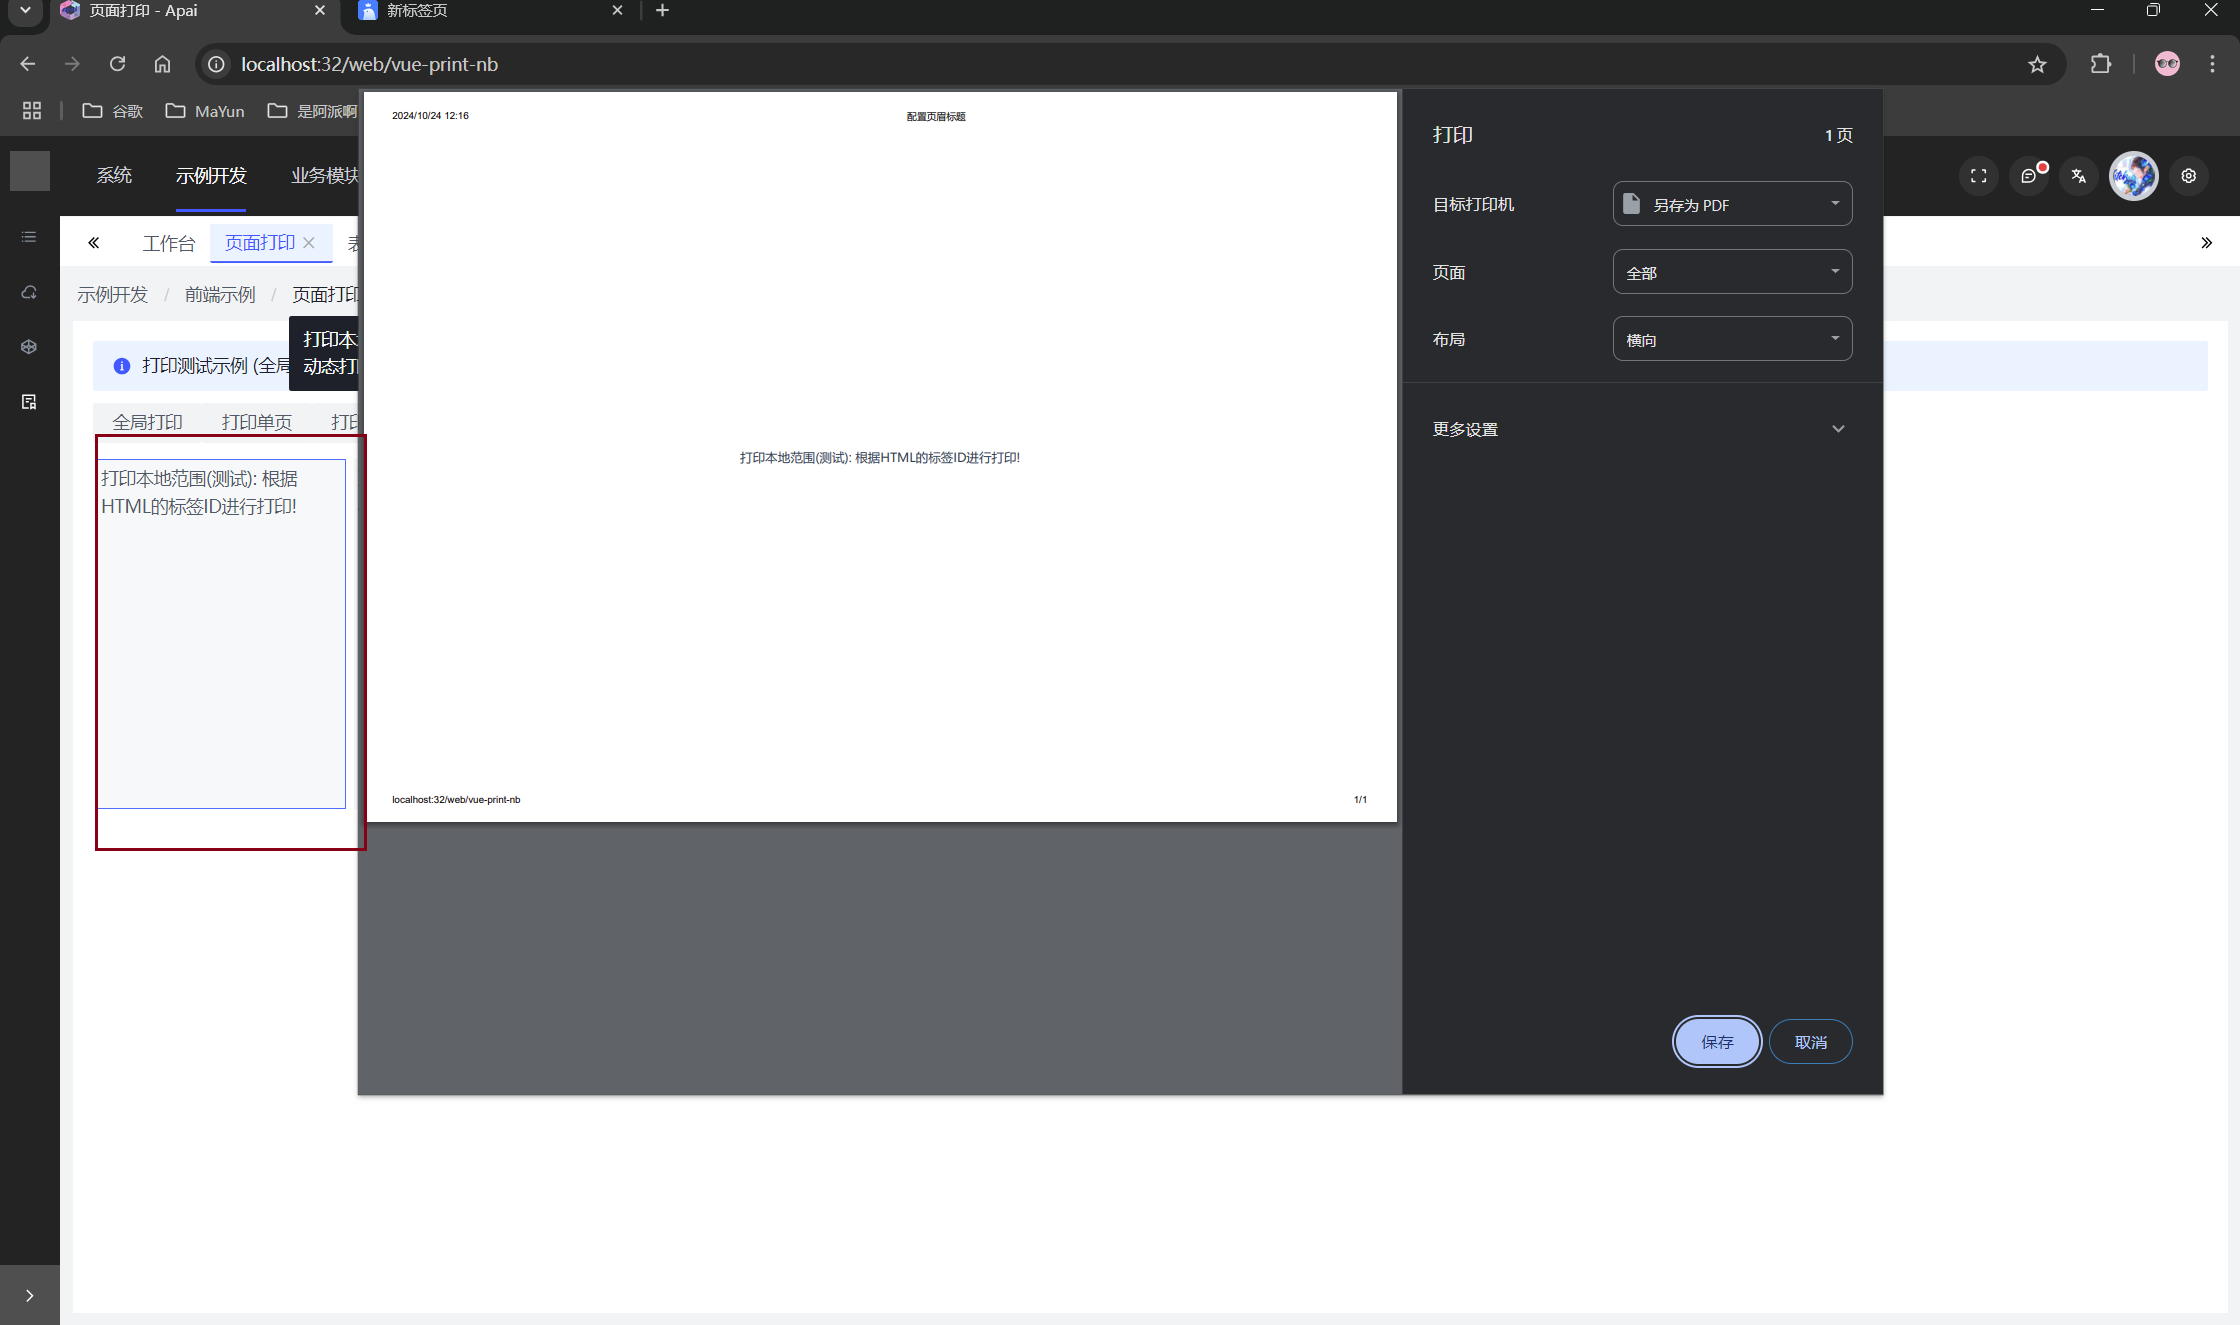 页面打印 - Apai
新标签页
localhost:32/web/vue-print-nb
谷歌
MaYun
是阿派啊
系统
示例开发
业务模块
工作台
页面打印
示例开发 / 前端示例 / 页面打印
打印本
动态打
打印测试示例 (全局
全局打印
打印单页
打印
打印本地范围(测试): 根据
HTML的标签ID进行打印!
2024/10/24 12:16
配置页眉标题
打印本地范围(测试): 根据HTML的标签ID进行打印!
localhost:32/web/vue-print-nb
1/1
打印
1 页
目标打印机
另存为 PDF
页面
全部
布局
横向
更多设置
保存
取消